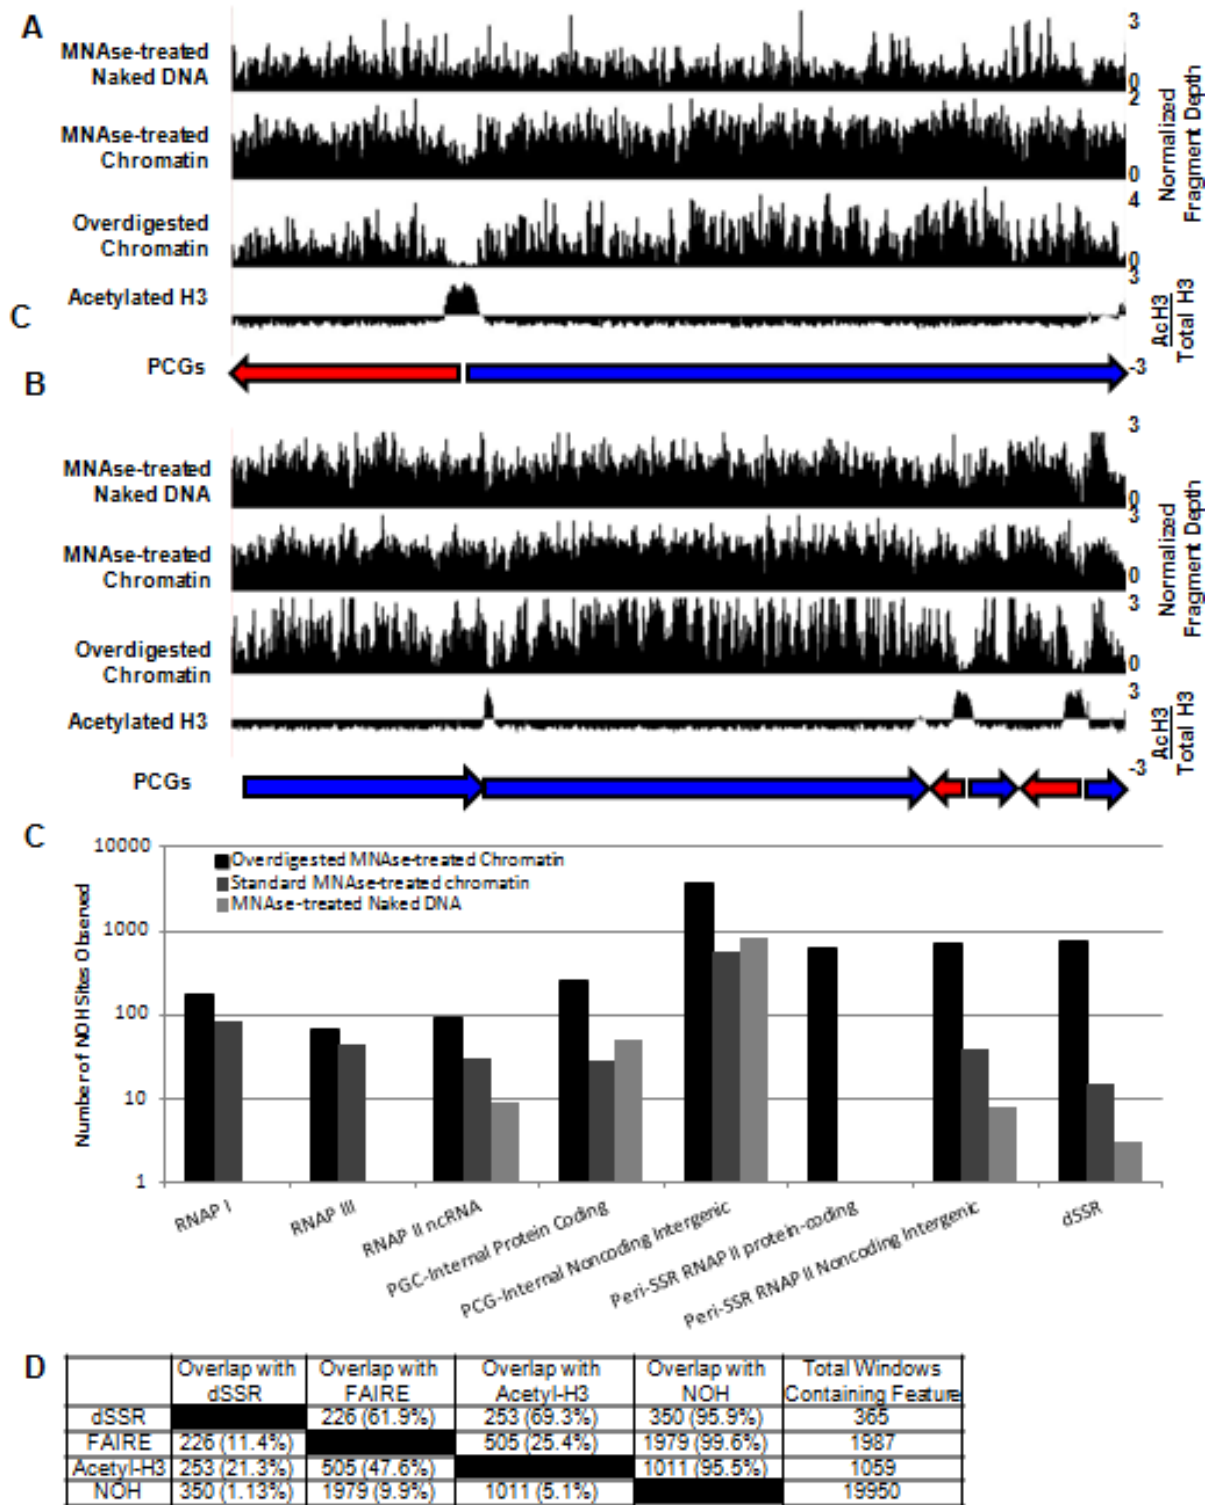 A
MNAse-treated
Naked DNA
3
0
MNAse-treated
Chromatin
2
0
Overdigested
Chromatin
4
0
Normalized
Fragment Depth
Acetylated H3
3
-3
AcH3
Total H3
C
PCGs
B
MNAse-treated
Naked DNA
3
0
MNAse-treated
Chromatin
3
0
Overdigested
Chromatin
3
0
Normalized
Fragment Depth
Acetylated H3
3
-3
AcH3
Total H3
PCGs
C
Number of NOH Sites Observed
10000
1000
100
10
1
Overdigested MNAse-treated Chromatin
Standard MNAse-treated chromatin
MNAse-treated Naked DNA
RNAP I
RNAP III
RNAP II ncRNA
PGC-Internal Protein Coding
PCG-Internal Noncoding Intergenic
Peri-SSR RNAP II protein-coding
Peri-SSR RNAP II Noncoding Intergenic
dSSR
D
Overlap with dSSR Overlap with FAIRE Overlap with Acetyl-H3 Overlap with NOH Total Windows Containing Feature
dSSR 226 (61.9%) 253 (69.3%) 350 (95.9%) 365
FAIRE 226 (11.4%) 505 (25.4%) 1979 (99.6%) 1987
Acetyl-H3 253 (21.3%) 505 (47.6%) 1011 (95.5%) 1059
NOH 350 (1.13%) 1979 (9.9%) 1011 (5.1%) 19950